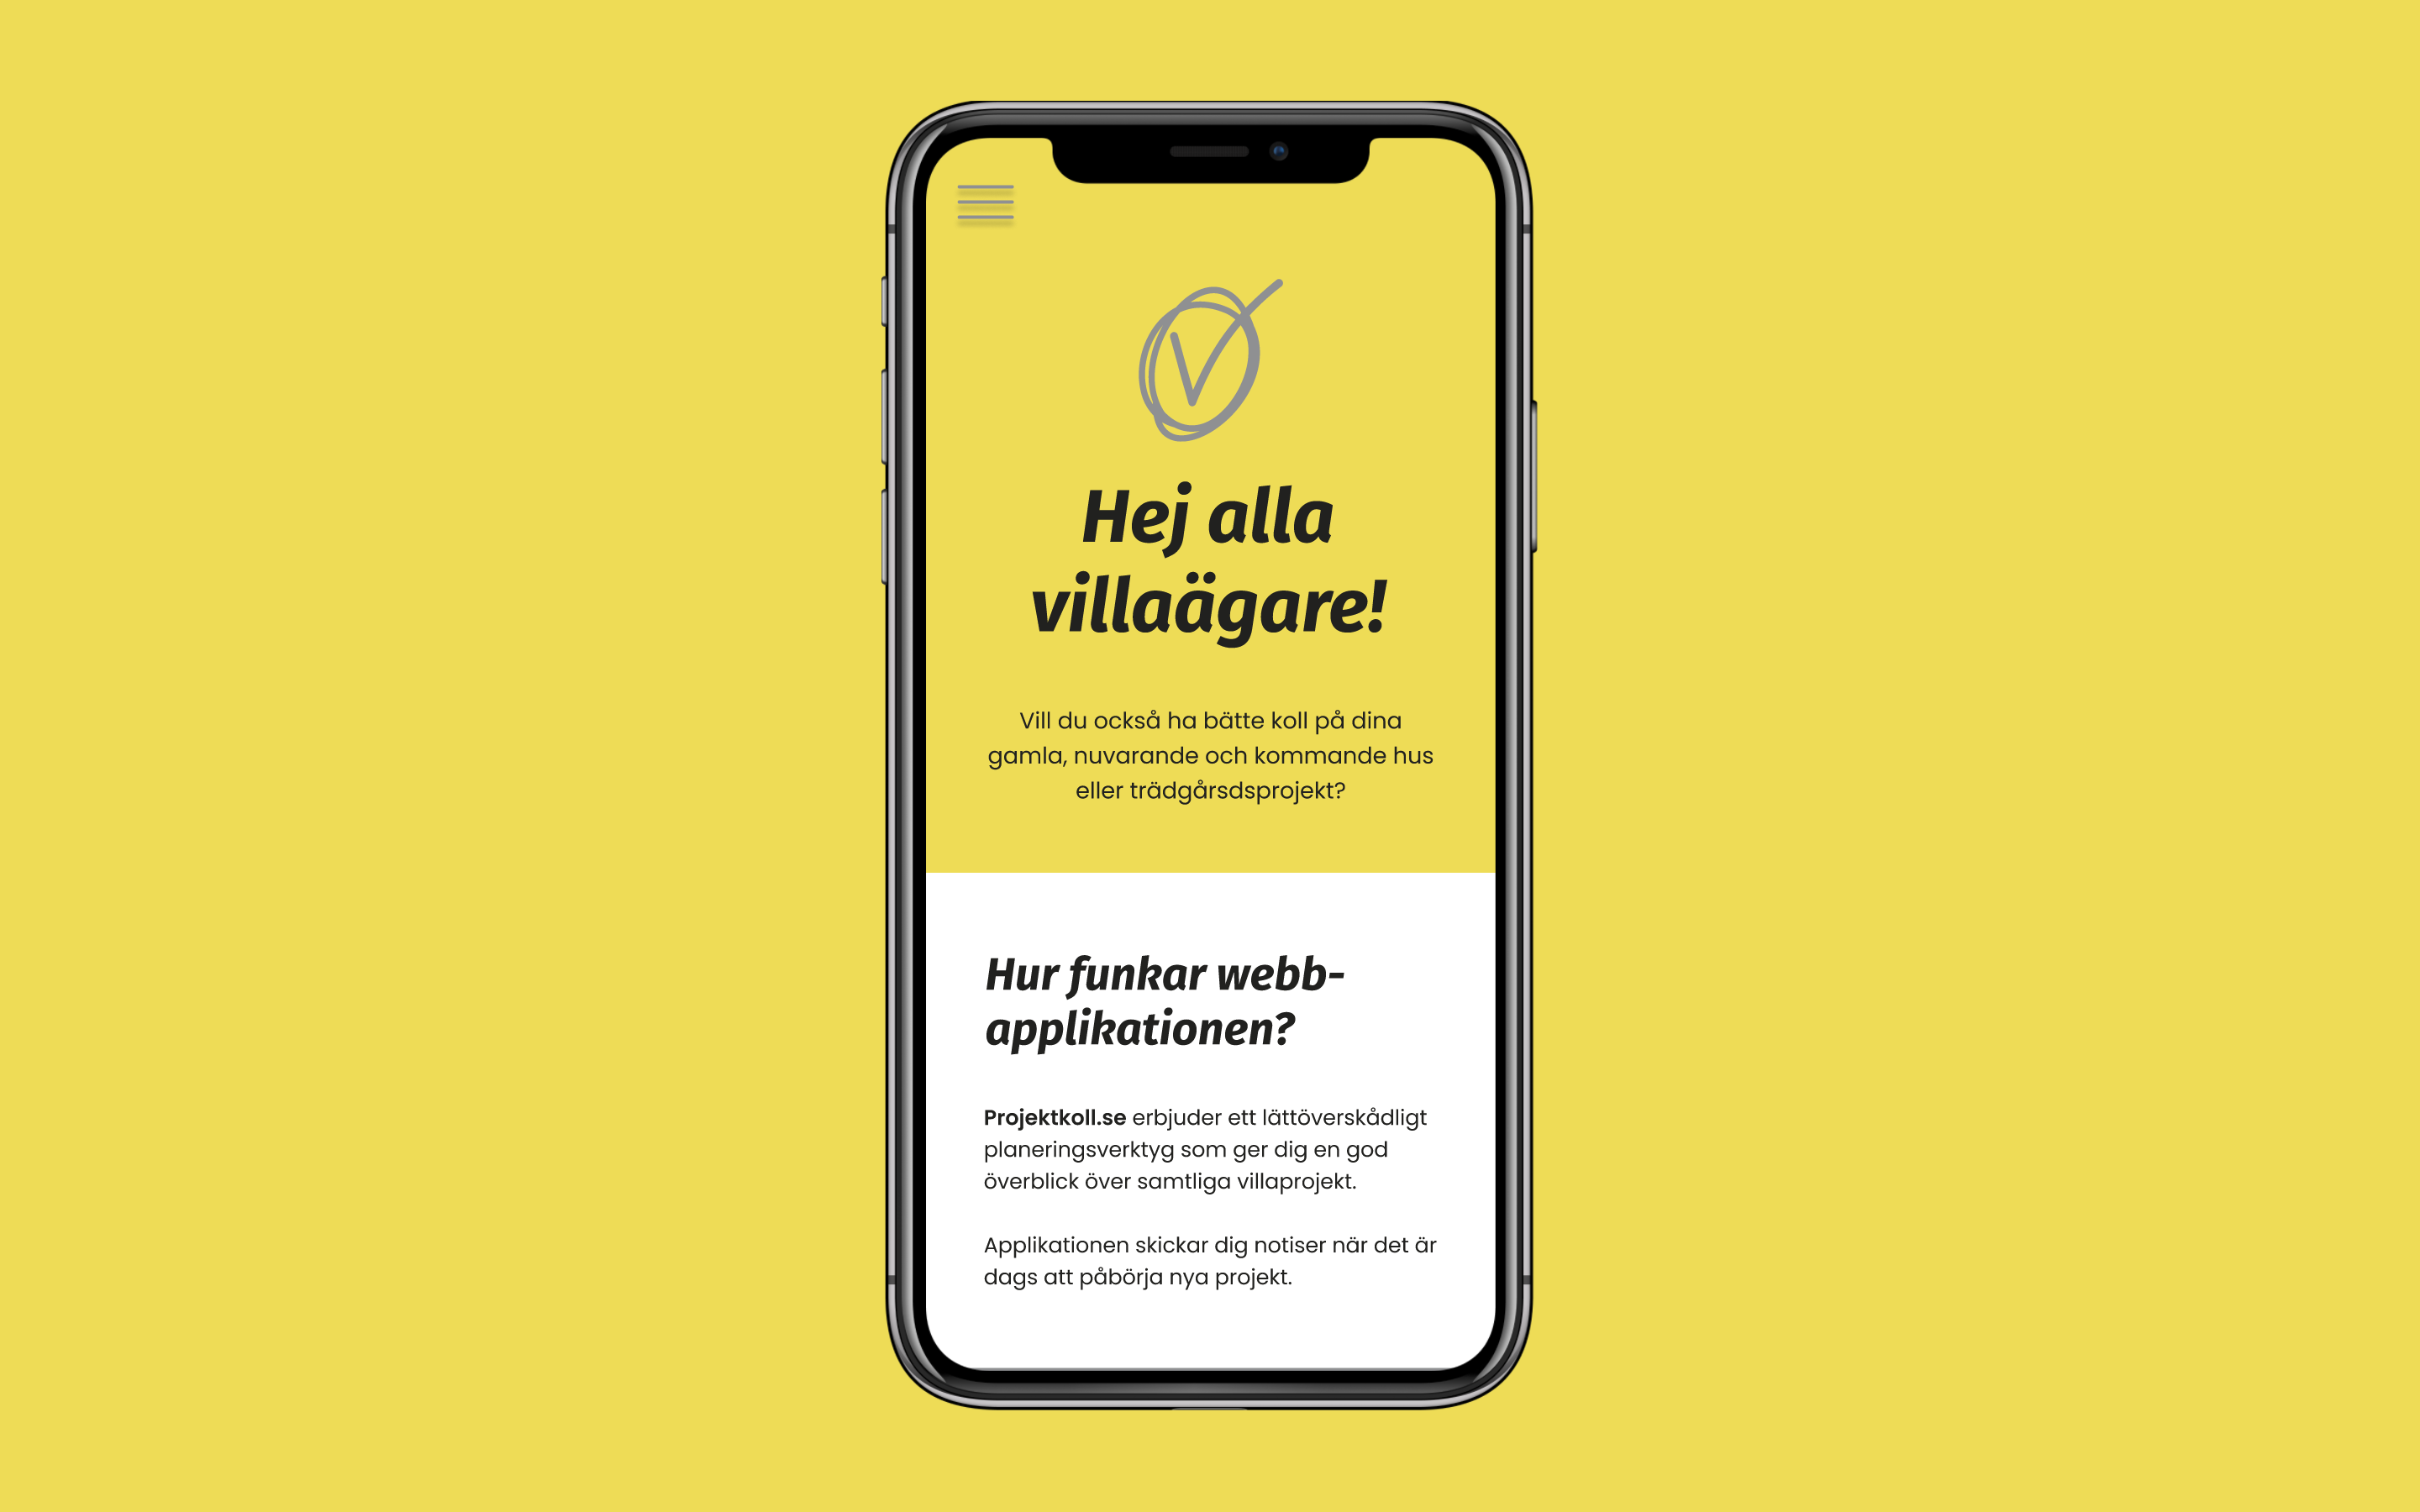 Hej alla
villaägare!
Vill du också ha bätte koll på dina
gamla, nuvarande och kommande hus
eller trädgårsdsprojekt?
Hur funkar webb-
applikationen?
Projektkoll.se erbjuder ett lättöverskådligt
planeringsverktyg som ger dig en god
överblick över samtliga villaprojekt.
Applikationen skickar dig notiser när det är
dags att påbörja nya projekt.